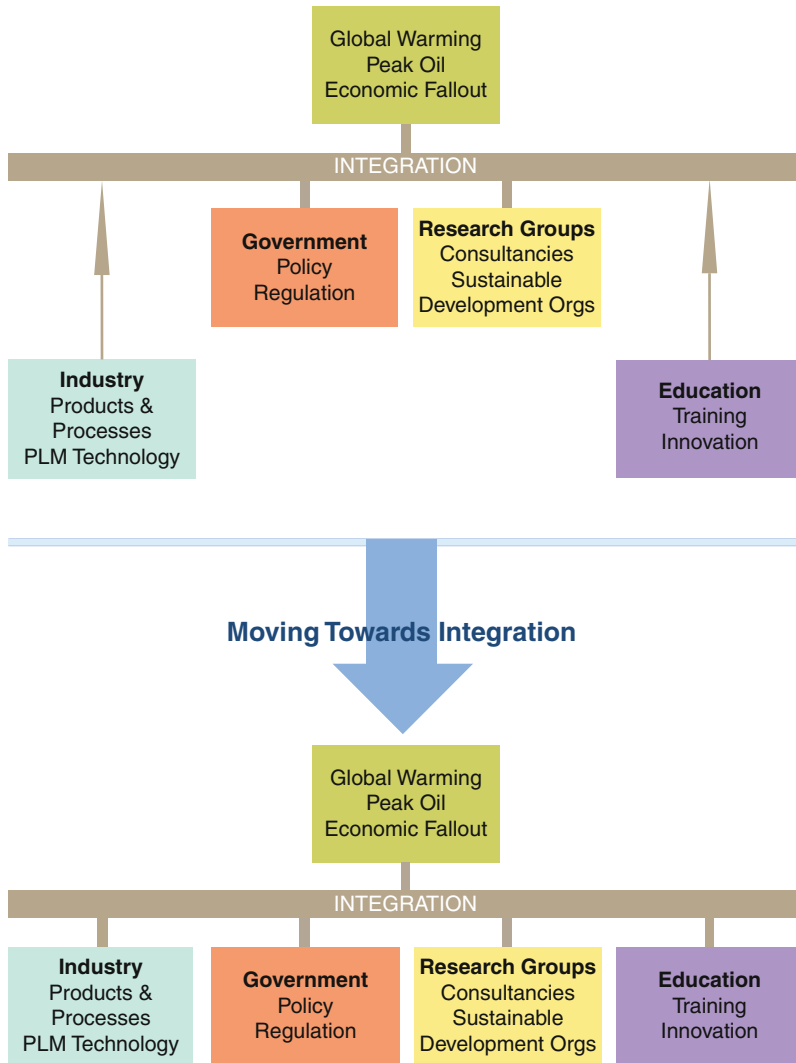 Global Warming
Peak Oil
Economic Fallout
INTEGRATION
Government
Policy
Regulation
Research Groups
Consultancies
Sustainable
Development Orgs
Industry
Products &
Processes
PLM Technology
Education
Training
Innovation
Moving Towards Integration
Global Warming
Peak Oil
Economic Fallout
INTEGRATION
Industry
Products &
Processes
PLM Technology
Government
Policy
Regulation
Research Groups
Consultancies
Sustainable
Development Orgs
Education
Training
Innovation